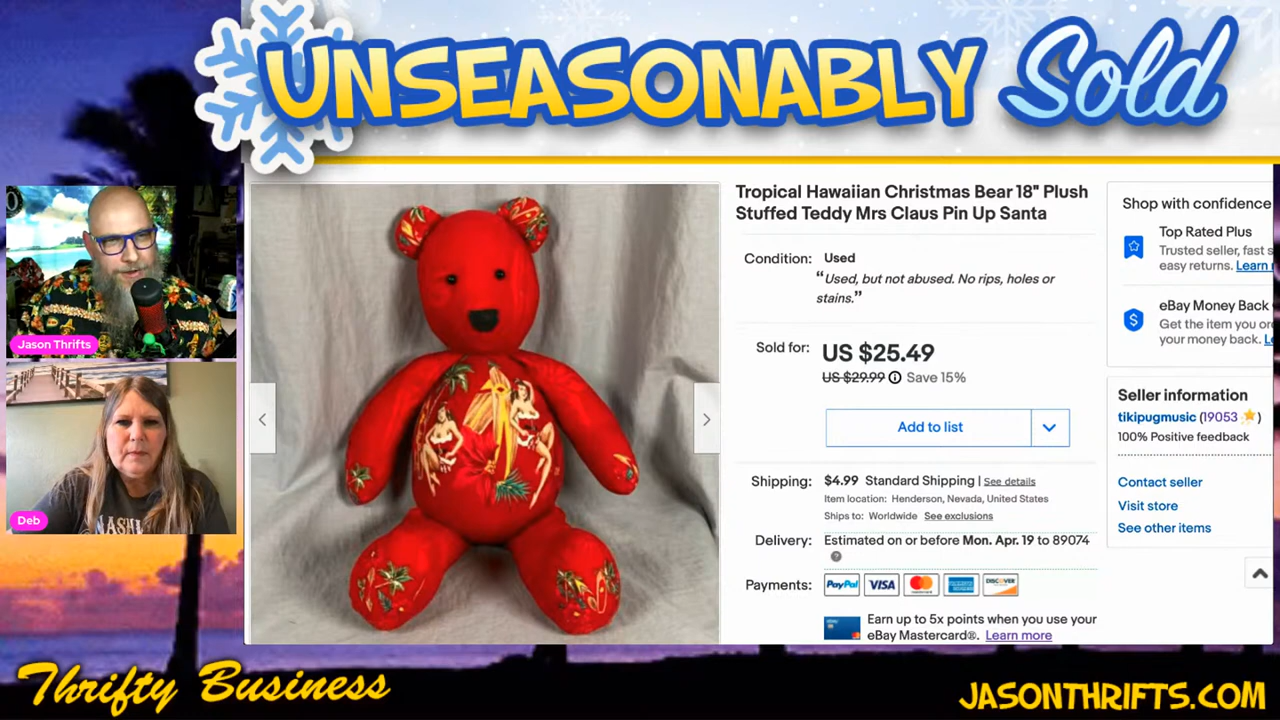 UNSEASONABLY Sold
Tropical Hawaiian Christmas Bear 18" Plush
Stuffed Teddy Mrs Claus Pin Up Santa
Condition: Used
"Used, but not abused. No rips, holes or
stains."
Sold for: US $25.49
US $29.99 Save 15%
Add to list
Shipping: $4.99 Standard Shipping | See details
Item location: Henderson, Nevada, United States
Ships to: Worldwide See exclusions
Delivery: Estimated on or before Mon. Apr. 19 to 89074
Payments: PayPal VISA DISCOVER
Earn up to 5x points when you use your
eBay Mastercard®. Learn more
Shop with confidence
Top Rated Plus
Trusted seller, fast s
easy returns. Learn
eBay Money Back
Get the item you or
your money back.
Seller information
tikipugmusic (19053 )
100% Positive feedback
Contact seller
Visit store
See other items
Jason Thrifts
NASH
Deb
Thrifty Business
JASONTHRIFTS.COM